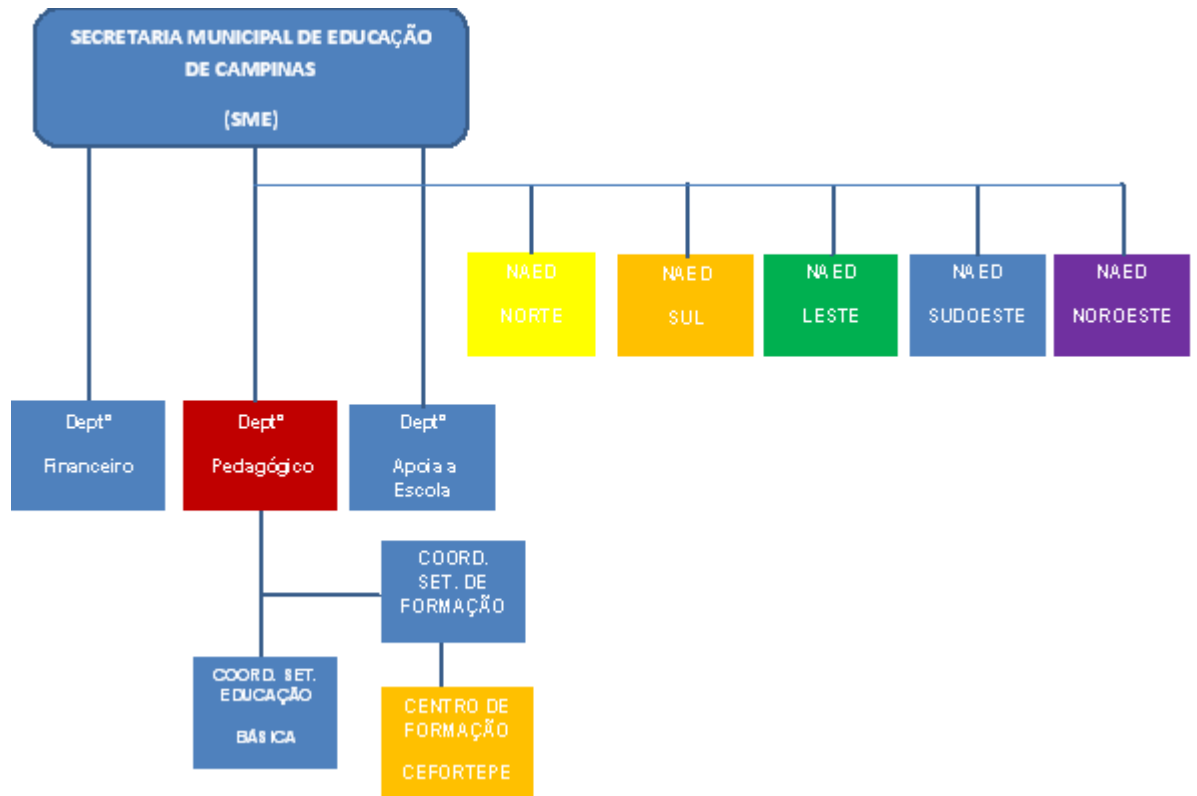 SECRETARIA MUNICIPAL DE EDUCAÇÃO
DE CAMPINAS
(SME)
NAED
NORTE
NAED
SUL
NAED
LESTE
NAED
SUDOESTE
NAED
NOROESTE
Deptº
Financeiro
Deptº
Pedagógico
Deptº
Apoia a
Escola
COORD.
SET. DE
FORMAÇÃO
COORD. SET.
EDUCAÇÃO
BÁSICA
CENTRO DE
FORMAÇÃO
CEFORTEPE